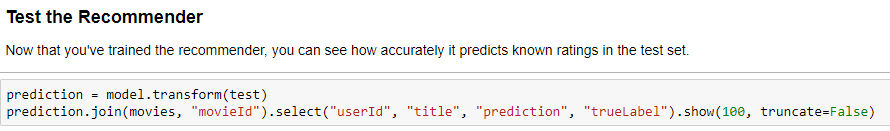 Test the Recommender
Now that you've trained the recommender, you can see how accurately it predicts known ratings in the test set.
prediction = model.transform(test)
prediction.join(movies, "movieId").select("userId", "title", "prediction", "trueLabel").show(100, truncate=False)